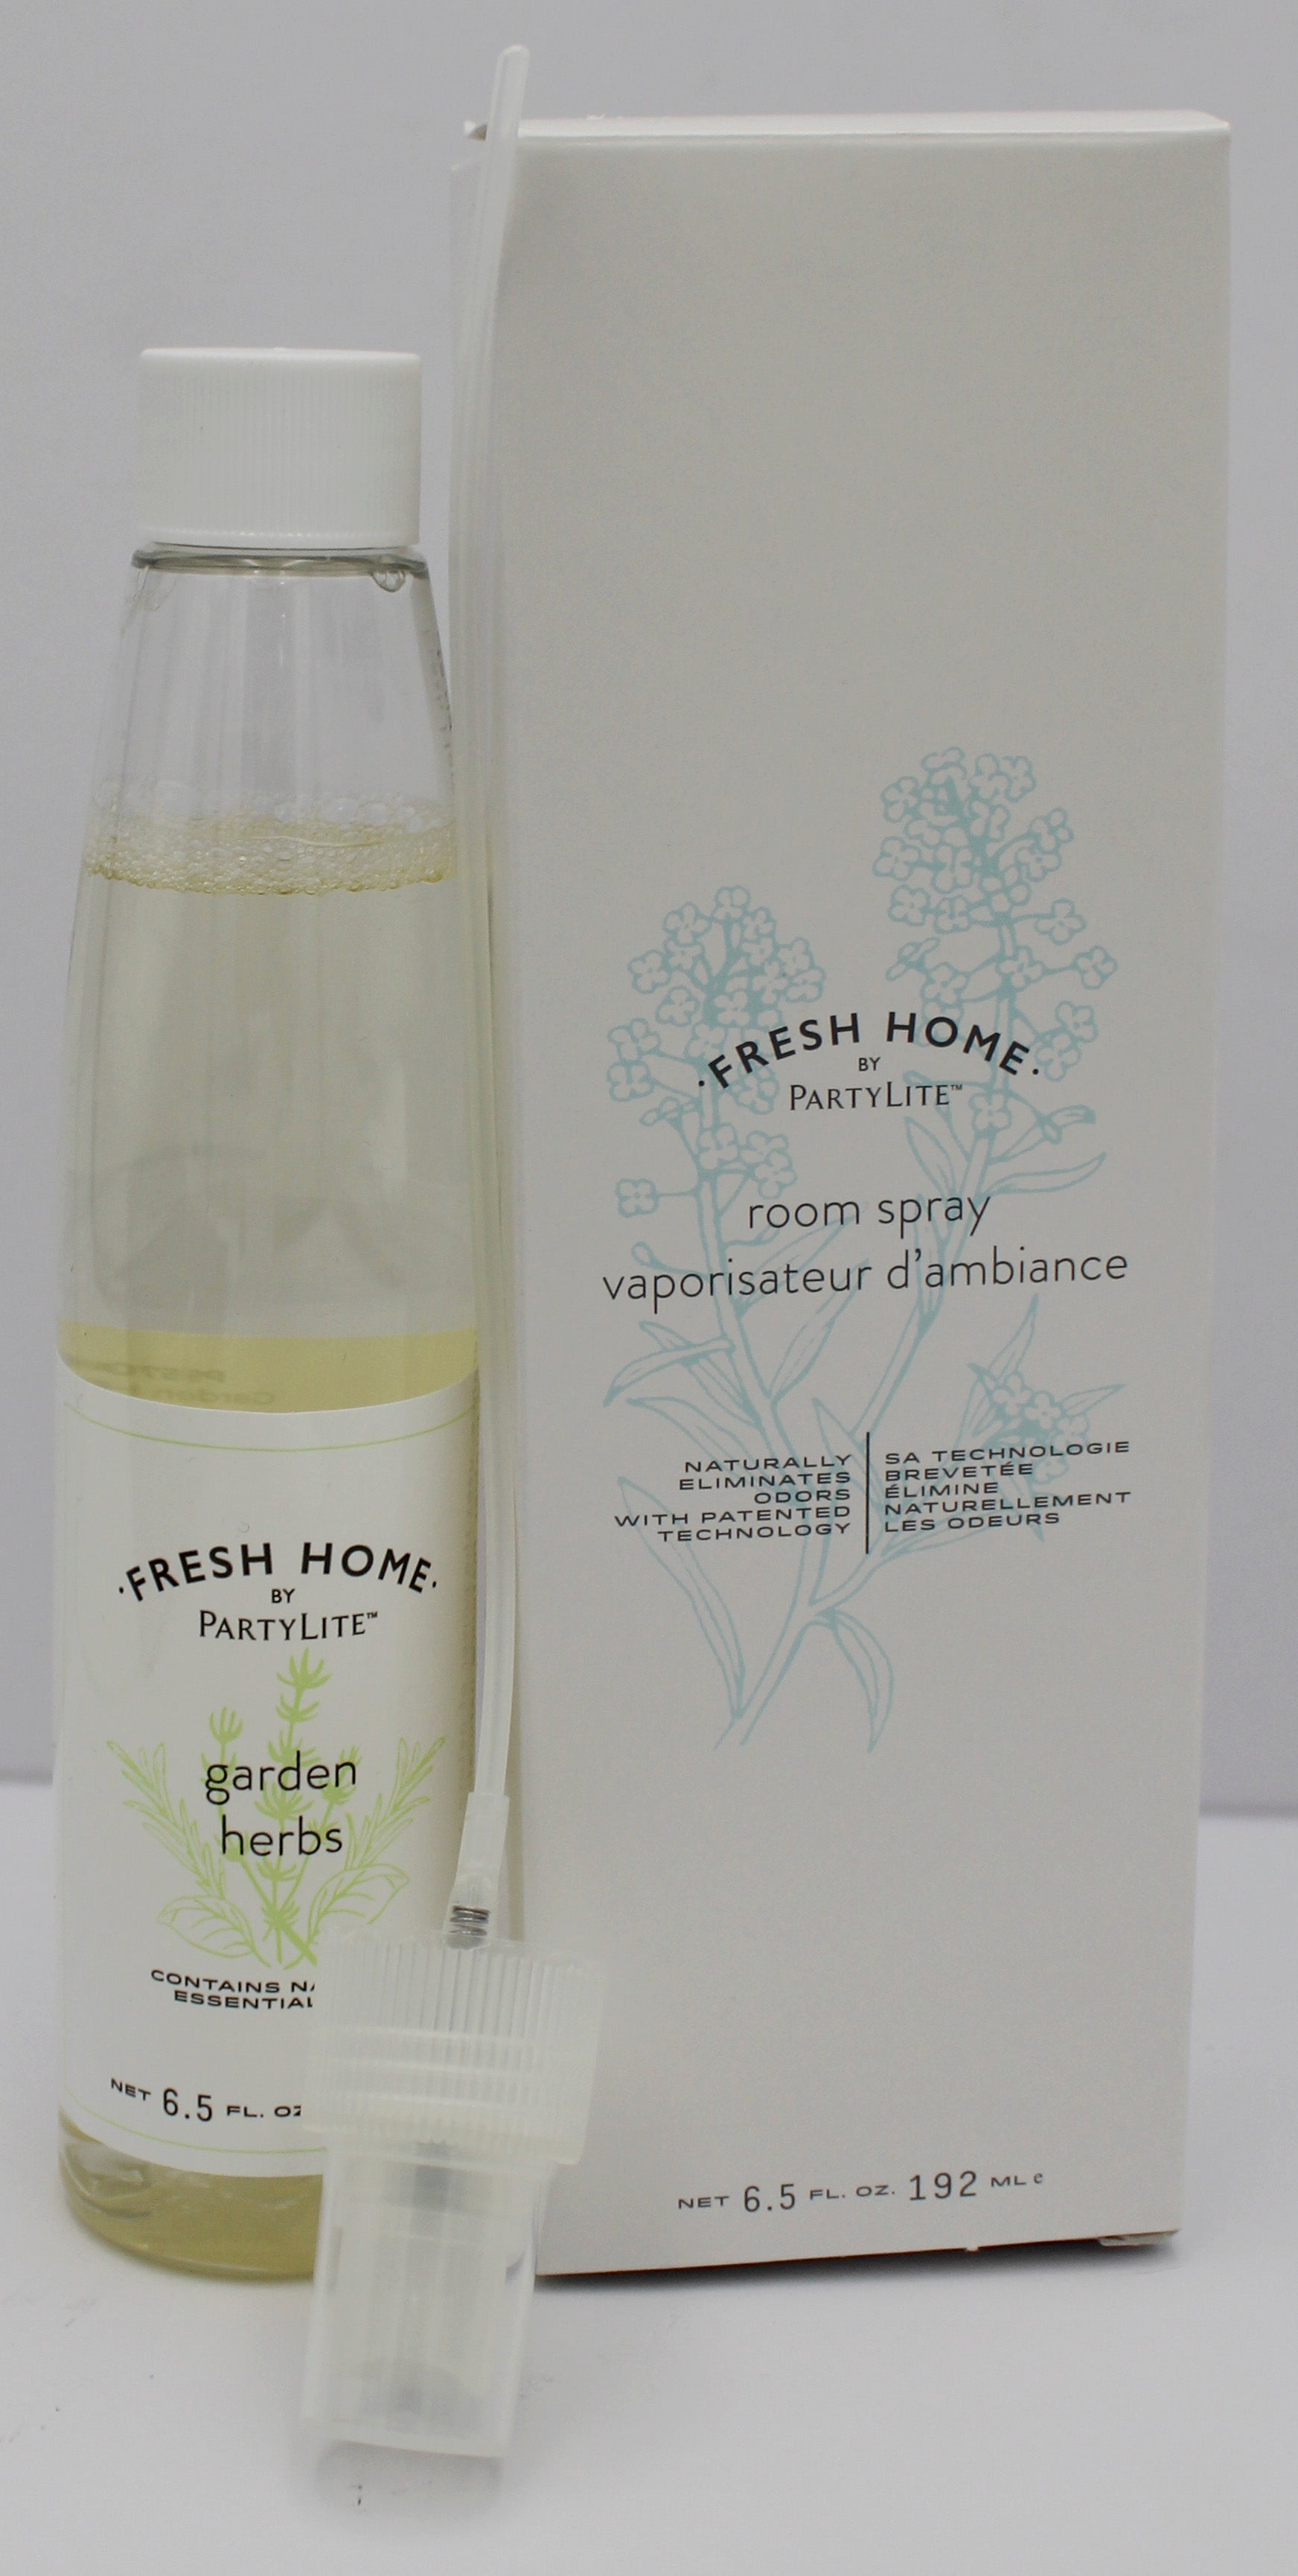 ·FRESH HOME·
BY
PARTYLITE™
garden
herbs
CONTAINS
ESSENTIAL
NET 6.5 FL. OZ
·FRESH HOME·
BY
PARTYLITE™
room spray
vaporisateur d'ambiance
NATURALLY
ELIMINATES
ODORS
WITH PATENTED
TECHNOLOGY
SA TECHNOLOGIE
BREVETÉE
ÉLIMINE
NATURELLEMENT
LES ODEURS
NET 6.5 FL. OZ. 192 ML e